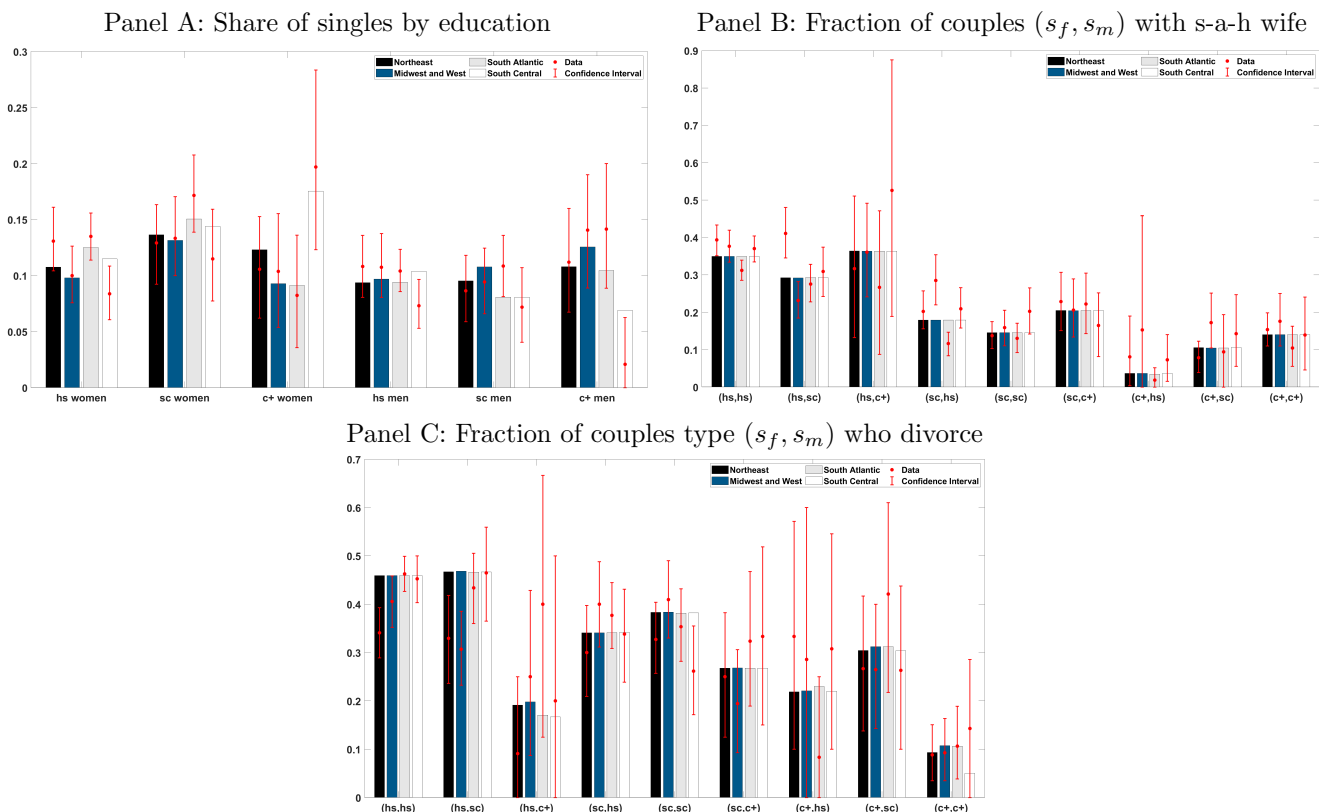 Panel A: Share of singles by education
0.3
0.25
0.2
0.15
0.1
0.05
0
Northeast
Midwest and West
South Atlantic
South Central
Data
Confidence Interval
hs women
sc women
c+ women
hs men
sc men
c+ men
Panel B: Fraction of couples (s_f, s_m) with s-a-h wife
0.9
0.8
0.7
0.6
0.5
0.4
0.3
0.2
0.1
0
Northeast
Midwest and West
South Atlantic
South Central
Data
Confidence Interval
(hs,hs)
(hs,sc)
(hs,c+)
(sc,hs)
(sc,sc)
(sc,c+)
(c+,hs)
(c+,sc)
(c+,c+)
Panel C: Fraction of couples type (s_f, s_m) who divorce
0.7
0.6
0.5
0.4
0.3
0.2
0.1
0
Northeast
Midwest and West
South Atlantic
South Central
Data
Confidence Interval
(hs,hs)
(hs,sc)
(hs,c+)
(sc,hs)
(sc,sc)
(sc,c+)
(c+,hs)
(c+,sc)
(c+,c+)